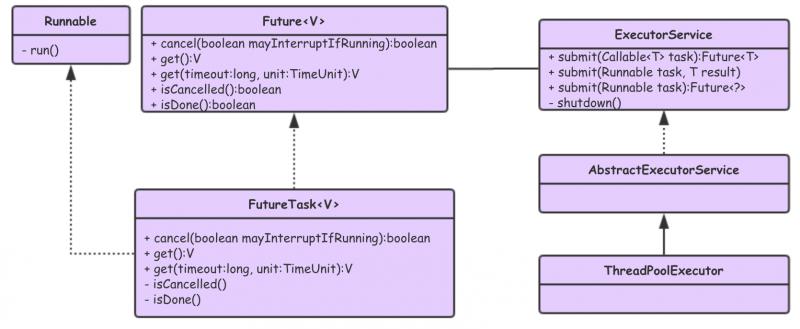 Runnable
- run()
Future<V>
+ cancel(boolean mayInterruptIfRunning):boolean
+ get():V
+ get(timeout:long, unit:TimeUnit):V
+ isCancelled():boolean
+ isDone():boolean
ExecutorService
+ submit(Callable<T> task):Future<T>
+ submit(Runnable task, T result)
+ submit(Runnable task):Future<?>
- shutdown()
AbstractExecutorService
FutureTask<V>
+ cancel(boolean mayInterruptIfRunning):boolean
+ get():V
+ get(timeout:long, unit:TimeUnit):V
- isCancelled()
- isDone()
ThreadPoolExecutor